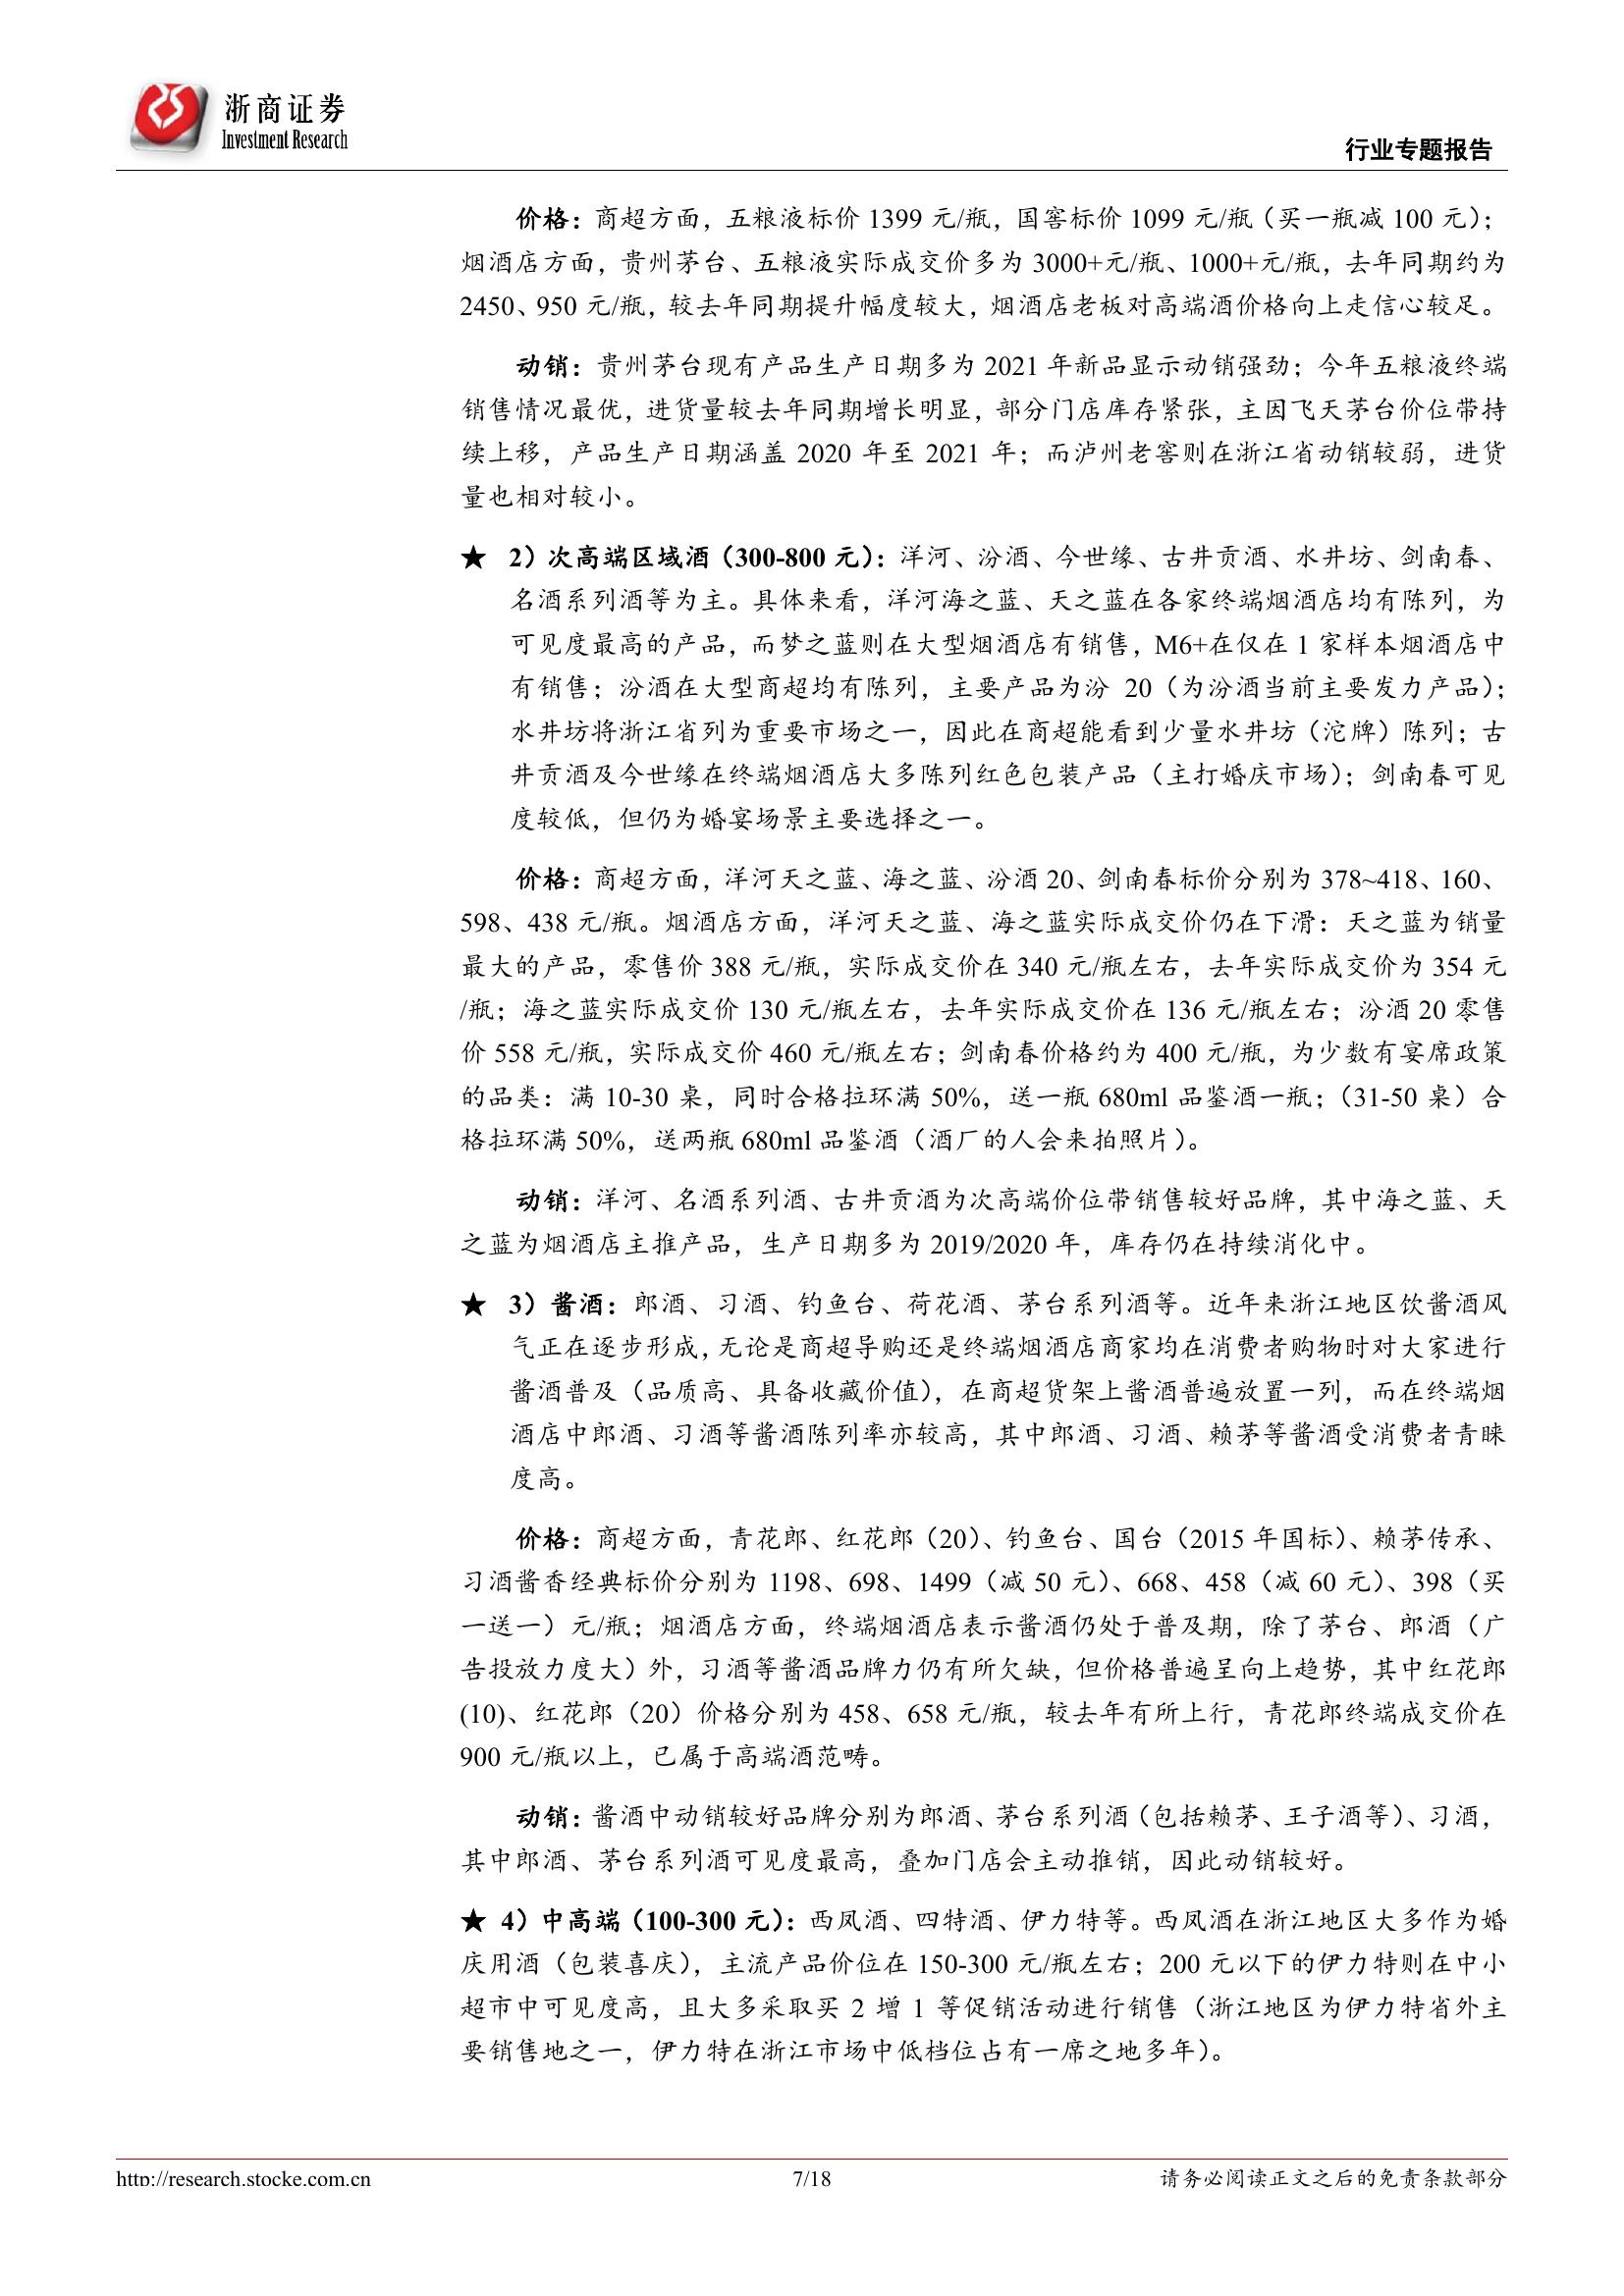 浙商证券
Investment Research
行业专题报告
价格：商超方面，五粮液标价 1399 元/瓶，国窖标价 1099 元/瓶（买一瓶减 100 元）；
烟酒店方面，贵州茅台、五粮液实际成交价多为 3000+元/瓶、1000+元/瓶，去年同期约为
2450、950 元/瓶，较去年同期提升幅度较大，烟酒店老板对高端酒价格向上走信心较足。
动销：贵州茅台现有产品生产日期多为 2021 年新品显示动销强劲；今年五粮液终端
销售情况最优，进货量较去年同期增长明显，部分门店库存紧张，主因飞天茅台价位带持
续上移，产品生产日期涵盖 2020 年至 2021 年；而泸州老窖则在浙江省动销较弱，进货
量也相对较小。
★ 2）次高端区域酒（300-800 元）：洋河、汾酒、今世缘、古井贡酒、水井坊、剑南春、
名酒系列酒等为主。具体来看，洋河海之蓝、天之蓝在各家终端烟酒店均有陈列，为
可见度最高的产品，而梦之蓝则在大型烟酒店有销售，M6+在仅在 1 家样本烟酒店中
有销售；汾酒在大型商超均有陈列，主要产品为汾 20（为汾酒当前主要发力产品）；
水井坊将浙江省列为重要市场之一，因此在商超能看到少量水井坊（沱牌）陈列；古
井贡酒及今世缘在终端烟酒店大多陈列红色包装产品（主打婚庆市场）；剑南春可见
度较低，但仍为婚宴场景主要选择之一。
价格：商超方面，洋河天之蓝、海之蓝、汾酒 20、剑南春标价分别为 378~418、160、
598、438 元/瓶。烟酒店方面，洋河天之蓝、海之蓝实际成交价仍在下滑：天之蓝为销量
最大的产品，零售价 388 元/瓶，实际成交价在 340 元/瓶左右，去年实际成交价为 354 元
/瓶；海之蓝实际成交价 130 元/瓶左右，去年实际成交价在 136 元/瓶左右；汾酒 20 零售
价 558 元/瓶，实际成交价 460 元/瓶左右；剑南春价格约为 400 元/瓶，为少数有宴席政策
的品类：满 10-30 桌，同时合格拉环满 50%，送一瓶 680ml 品鉴酒一瓶；（31-50 桌）合
格拉环满 50%，送两瓶 680ml 品鉴酒（酒厂的人会来拍照片）。
动销：洋河、名酒系列酒、古井贡酒为次高端价位带销售较好品牌，其中海之蓝、天
之蓝为烟酒店主推产品，生产日期多为 2019/2020 年，库存仍在持续消化中。
★ 3）酱酒：郎酒、习酒、钓鱼台、荷花酒、茅台系列酒等。近年来浙江地区饮酱酒风
气正在逐步形成，无论是商超导购还是终端烟酒店商家均在消费者购物时对大家进行
酱酒普及（品质高、具备收藏价值），在商超货架上酱酒普遍放置一列，而在终端烟
酒店中郎酒、习酒等酱酒陈列率亦较高，其中郎酒、习酒、赖茅等酱酒受消费者青睐
度高。
价格：商超方面，青花郎、红花郎（20）、钓鱼台、国台（2015 年国标）、赖茅传承、
习酒酱香经典标价分别为 1198、698、1499（减 50 元）、668、458（减 60 元）、398（买
一送一）元/瓶；烟酒店方面，终端烟酒店表示酱酒仍处于普及期，除了茅台、郎酒（广
告投放力度大）外，习酒等酱酒品牌力仍有所欠缺，但价格普遍呈向上趋势，其中红花郎
(10)、红花郎（20）价格分别为 458、658 元/瓶，较去年有所上行，青花郎终端成交价在
900 元/瓶以上，已属于高端酒范畴。
动销：酱酒中动销较好品牌分别为郎酒、茅台系列酒（包括赖茅、王子酒等）、习酒，
其中郎酒、茅台系列酒可见度最高，叠加门店会主动推销，因此动销较好。
★ 4）中高端（100-300 元）：西凤酒、四特酒、伊力特等。西凤酒在浙江地区大多作为婚
庆用酒（包装喜庆），主流产品价位在 150-300 元/瓶左右；200 元以下的伊力特则在中小
超市中可见度高，且大多采取买 2 增 1 等促销活动进行销售（浙江地区为伊力特省外主
要销售地之一，伊力特在浙江市场中低档位占有一席之地多年）。
http://research.stocke.com.cn
7/18
请务必阅读正文之后的免责条款部分